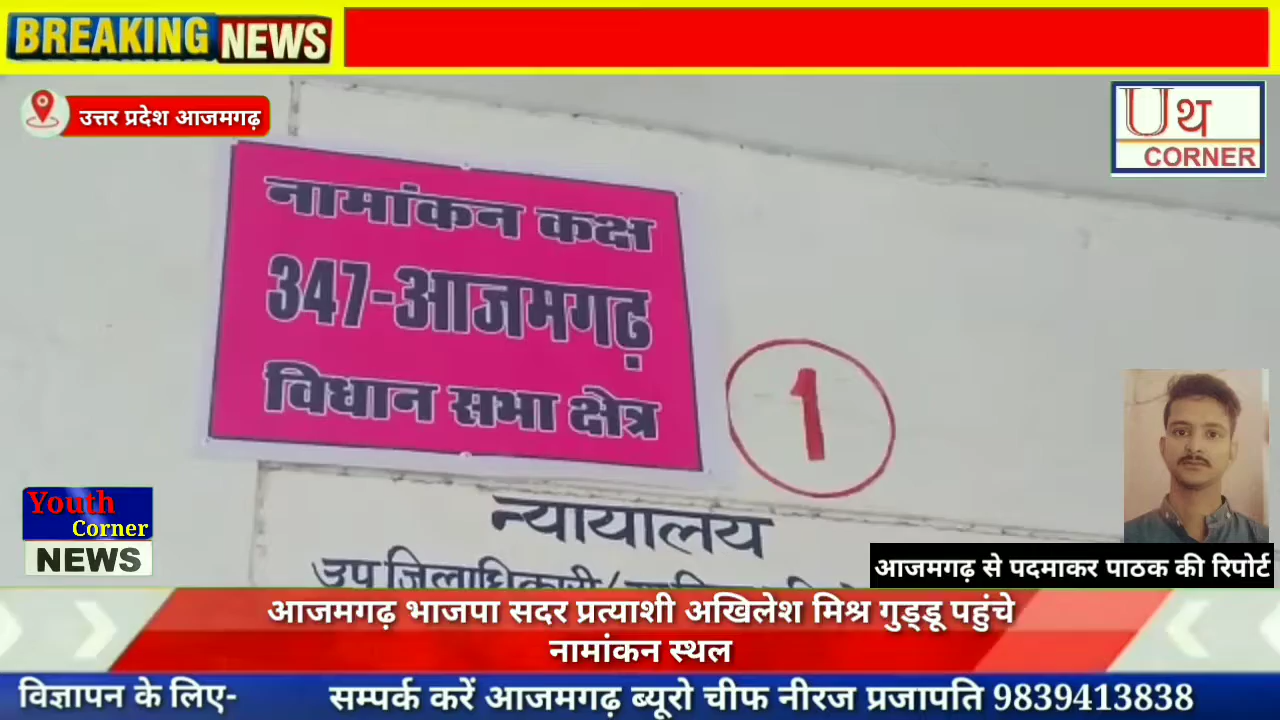 BREAKING NEWS
उत्तर प्रदेश आजमगढ़
Uथ
CORNER
नामांकन कक्ष
347-आजमगढ़
विधान सभा क्षेत्र
1
न्यायालय
उप जिलाधिकारी/
Youth
Corner
NEWS
आजमगढ़ से पदमाकर पाठक की रिपोर्ट
आजमगढ़ भाजपा सदर प्रत्याशी अखिलेश मिश्र गुड्डू पहुंचे
नामांकन स्थल
विज्ञापन के लिए- सम्पर्क करें आजमगढ़ ब्यूरो चीफ नीरज प्रजापति 9839413838